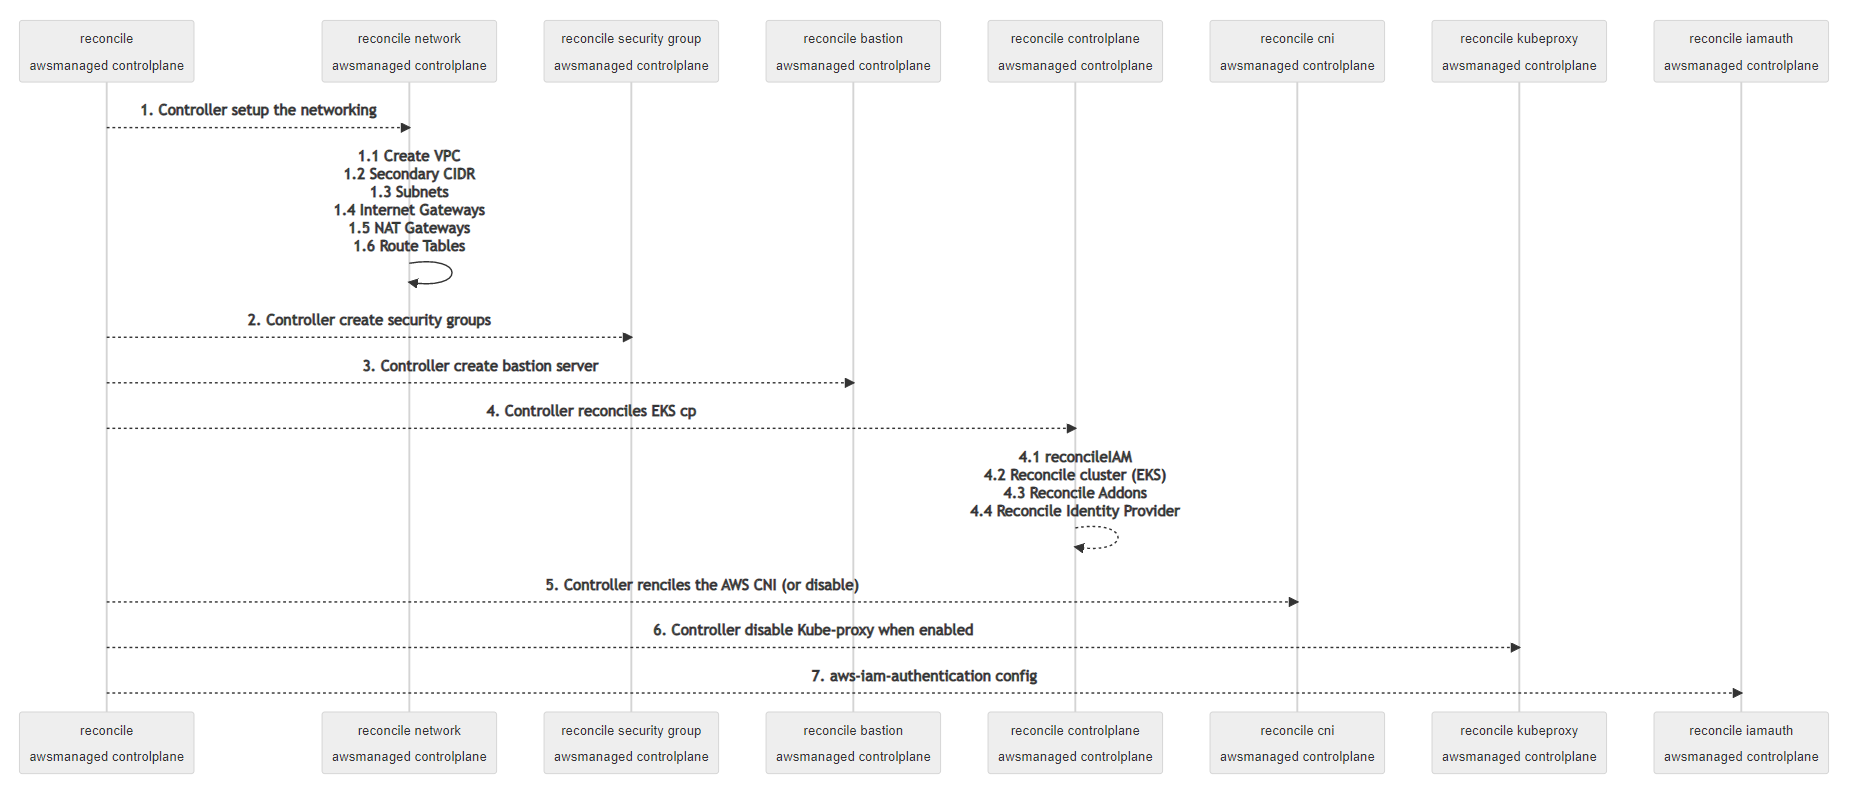 reconcile
awsmanaged controlplane
reconcile network
awsmanaged controlplane
reconcile security group
awsmanaged controlplane
reconcile bastion
awsmanaged controlplane
reconcile controlplane
awsmanaged controlplane
reconcile cni
awsmanaged controlplane
reconcile kubeproxy
awsmanaged controlplane
reconcile iamauth
awsmanaged controlplane
1. Controller setup the networking
1.1 Create VPC
1.2 Secondary CIDR
1.3 Subnets
1.4 Internet Gateways
1.5 NAT Gateways
1.6 Route Tables
2. Controller create security groups
3. Controller create bastion server
4. Controller reconciles EKS cp
4.1 reconcileIAM
4.2 Reconcile cluster (EKS)
4.3 Reconcile Addons
4.4 Reconcile Identity Provider
5. Controller renciles the AWS CNI (or disable)
6. Controller disable Kube-proxy when enabled
7. aws-iam-authentication config
reconcile
awsmanaged controlplane
reconcile network
awsmanaged controlplane
reconcile security group
awsmanaged controlplane
reconcile bastion
awsmanaged controlplane
reconcile controlplane
awsmanaged controlplane
reconcile cni
awsmanaged controlplane
reconcile kubeproxy
awsmanaged controlplane
reconcile iamauth
awsmanaged controlplane